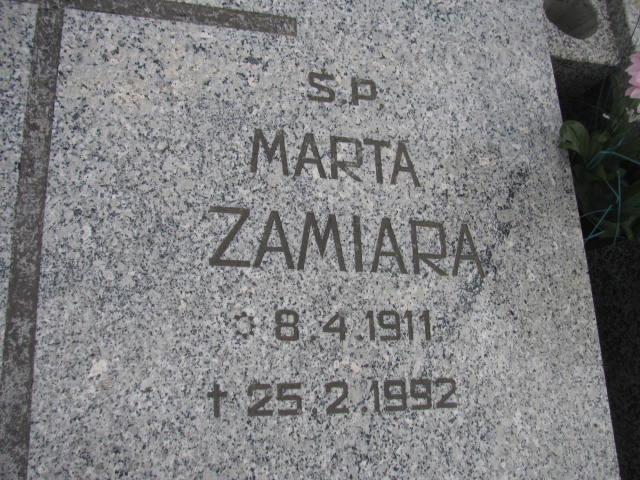 Ś.P.
MARTA
ZAMIARA
☼ 8.4.1911
† 25.2.1992